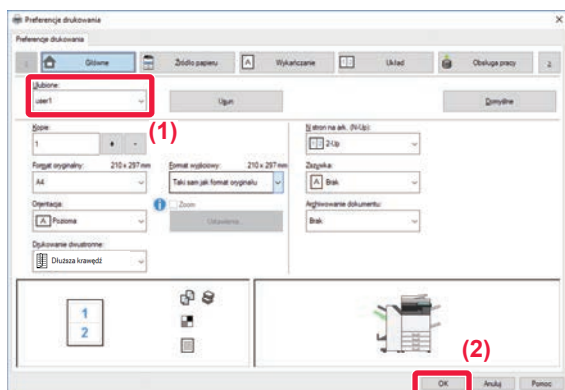 Preferencje drukowania
Preferencje drukowania
Główne
Źródło papieru
Wykańczanie
Układ
Obsługa pracy
2
Ulubione:
user1
Usuń
Domyślne
(1)
Kopie:
1
+
-
N stron na ark. (N-Up):
2-Up
Format oryginalny:
210 x 297 mm
Format wyjściowy:
210 x 297 mm
Zszywka:
A4
Taki sam jak format oryginału
Brak
Orientacja:
Zoom
Archiwowanie dokumentu:
Pozioma
Ustawienia...
Brak
Drukowanie dwustronne:
Dłuższa krawędź
1
2
(2)
OK
Anuluj
Pomoc